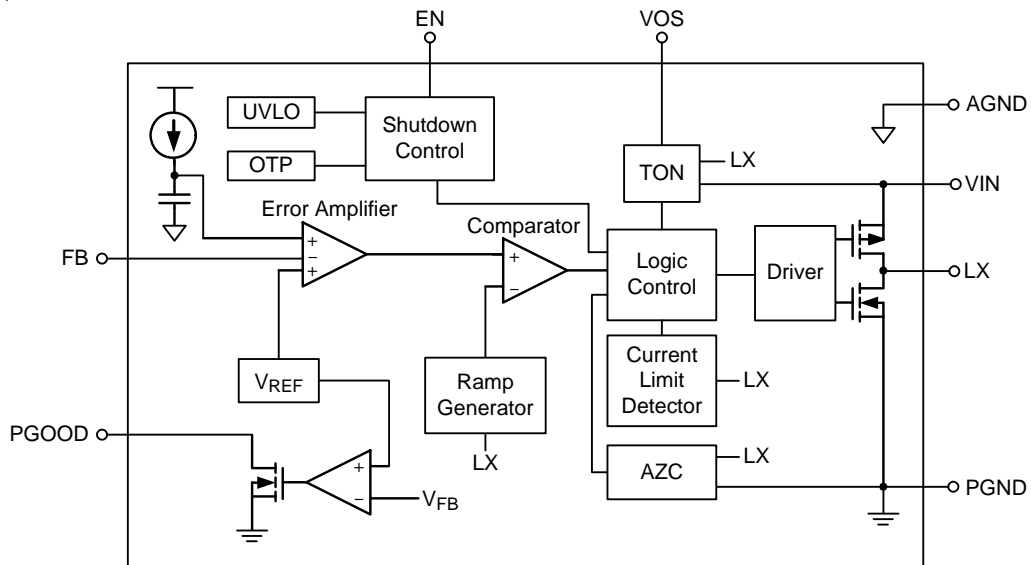 EN
VOS
AGND
UVLO
Shutdown
Control
OTP
TON
LX
VIN
Error Amplifier
Comparator
+
−
+
+
−
FB
Logic
Control
Driver
LX
VREF
Ramp
Generator
LX
Current
Limit
Detector
LX
PGOOD
+
−
VFB
AZC
LX
PGND